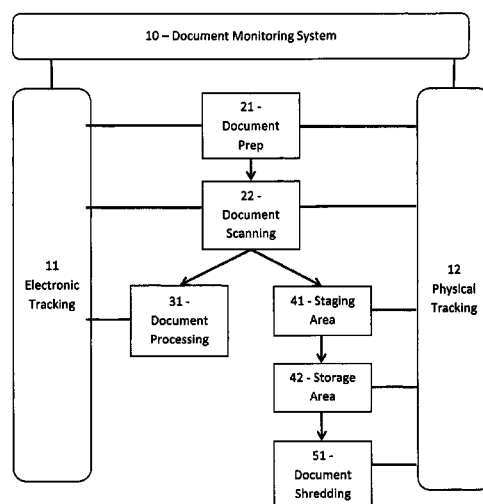 10 – Document Monitoring System
21 -
Document
Prep
22 -
Document
Scanning
11
Electronic
Tracking
12
Physical
Tracking
31 -
Document
Processing
41 - Staging
Area
42 - Storage
Area
51 -
Document
Shredding